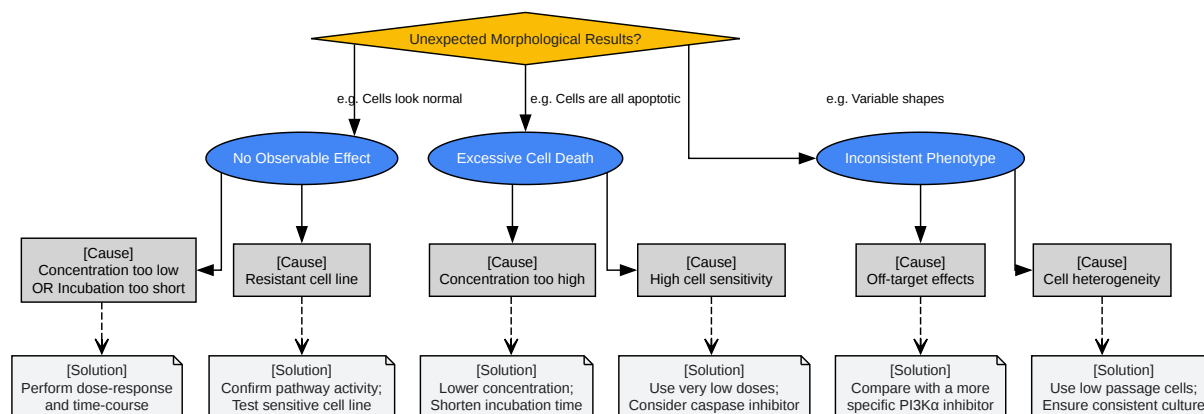 Unexpected Morphological Results?
e.g. Cells look normal
e.g. Cells are all apoptotic
e.g. Variable shapes
No Observable Effect
Excessive Cell Death
Inconsistent Phenotype
[Cause]
Concentration too low
OR Incubation too short
[Cause]
Resistant cell line
[Cause]
Concentration too high
[Cause]
High cell sensitivity
[Cause]
Off-target effects
[Cause]
Cell heterogeneity
[Solution]
Perform dose-response
and time-course
[Solution]
Confirm pathway activity;
Test sensitive cell line
[Solution]
Lower concentration;
Shorten incubation time
[Solution]
Use very low doses;
Consider caspase inhibitor
[Solution]
Compare with a more
specific PI3Kα inhibitor
[Solution]
Use low passage cells;
Ensure consistent culture